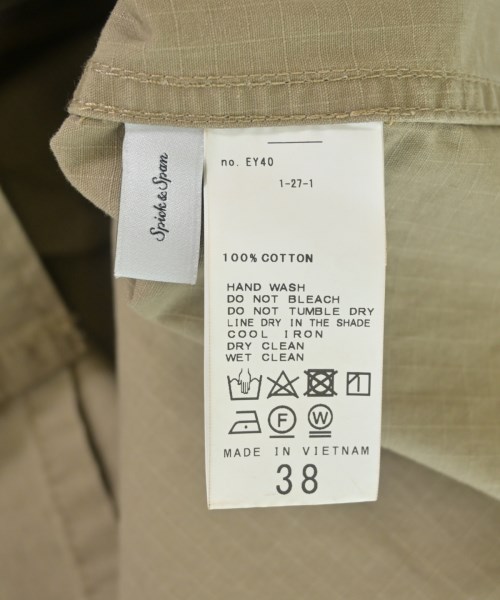 Spick & Span
no. EY40
1-27-1
100% COTTON
HAND WASH
DO NOT BLEACH
DO NOT TUMBLE DRY
LINE DRY IN THE SHADE
COOL IRON
DRY CLEAN
WET CLEAN
F W
MADE IN VIETNAM
38